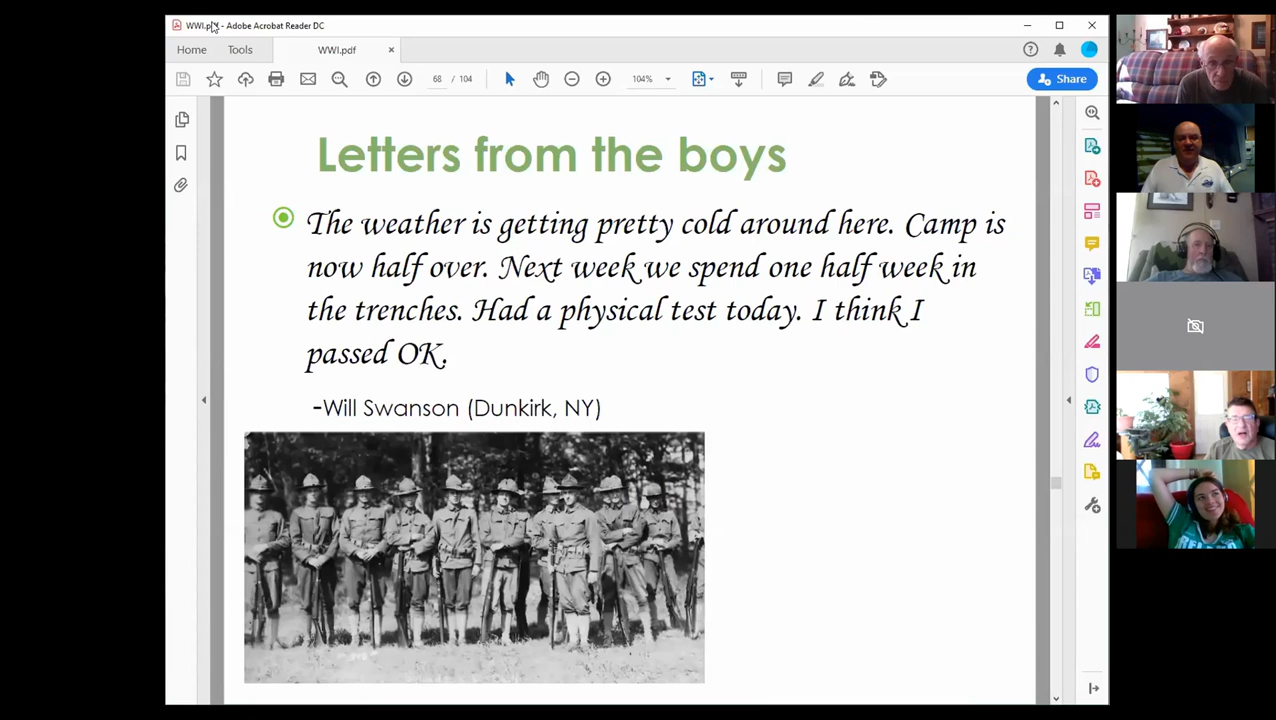 WWI.pdf - Adobe Acrobat Reader DC
Home
Tools
WWI.pdf
68 / 104
104%
Share
Letters from the boys
The weather is getting pretty cold around here. Camp is
now half over. Next week we spend one half week in
the trenches. Had a physical test today. I think I
passed OK.
-Will Swanson (Dunkirk, NY)